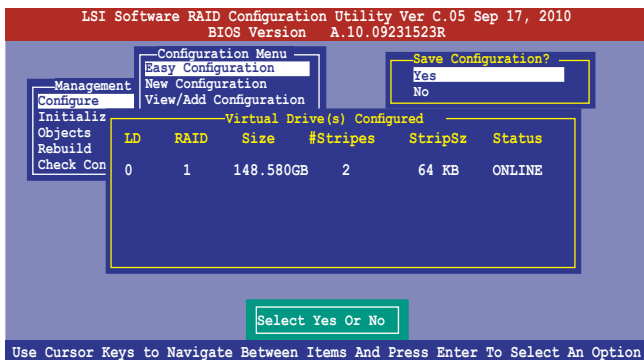 LSI Software RAID Configuration Utility Ver C.05 Sep 17, 2010
BIOS Version A.10.09231523R
Configuration Menu
Easy Configuration
New Configuration
View/Add Configuration
Save Configuration?
Yes
No
Management
Configure
Initializ
Objects
Rebuild
Check Con
Virtual Drive(s) Configured
LD RAID Size #Stripes StripSz Status
0 1 148.580GB 2 64 KB ONLINE
Select Yes Or No
Use Cursor Keys to Navigate Between Items And Press Enter To Select An Option